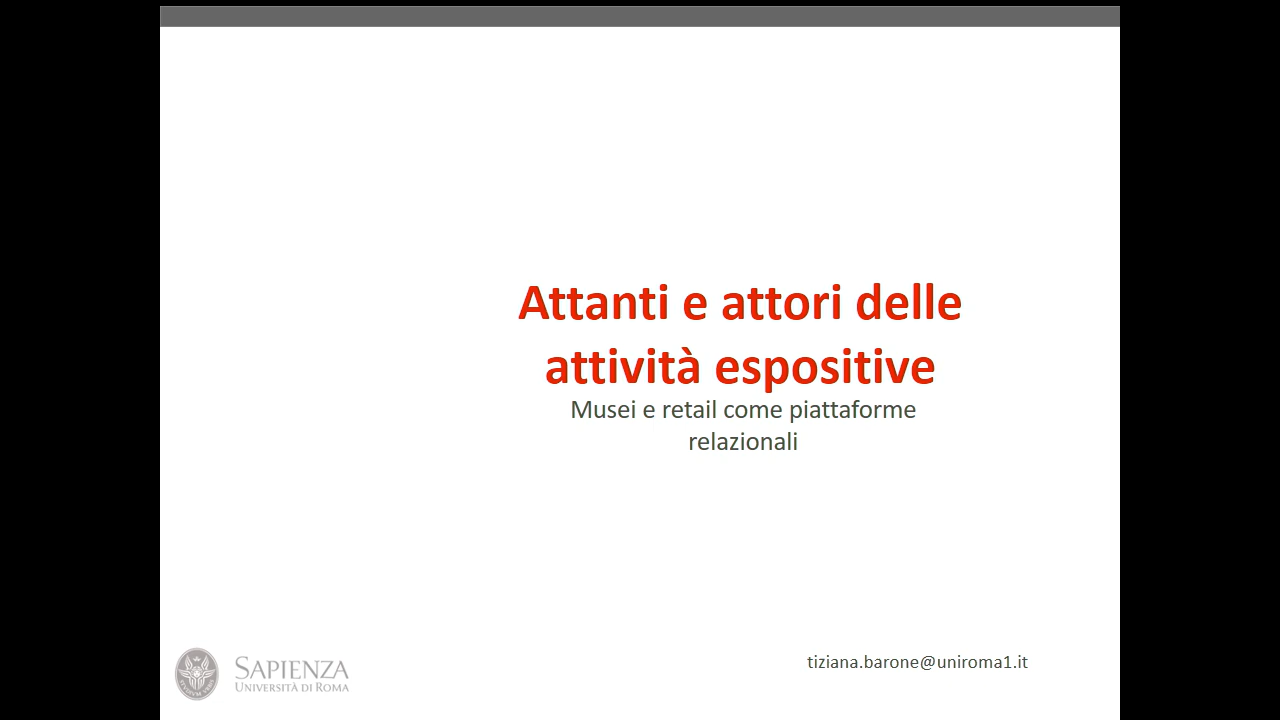 Attanti e attori delle
attività espositive
Musei e retail come piattaforme
relazionali
SAPIENZA
UNIVERSITÀ DI ROMA
tiziana.barone@uniroma1.it